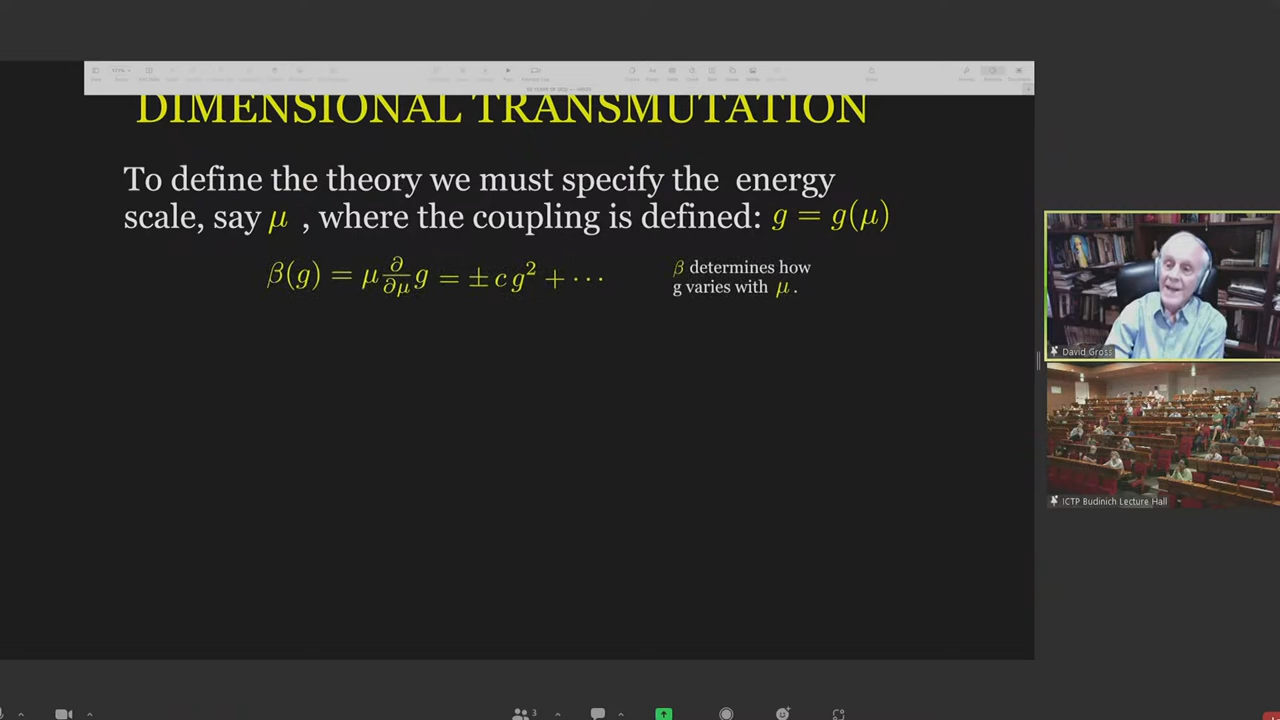 DIMENSIONAL TRANSMUTATION
To define the theory we must specify the energy
scale, say μ , where the coupling is defined: g = g(μ)
β(g) = μ ∂/∂μ g = ± c g² + ···
β determines how
g varies with μ .
David Gross
ICTP Budinich Lecture Hall
3